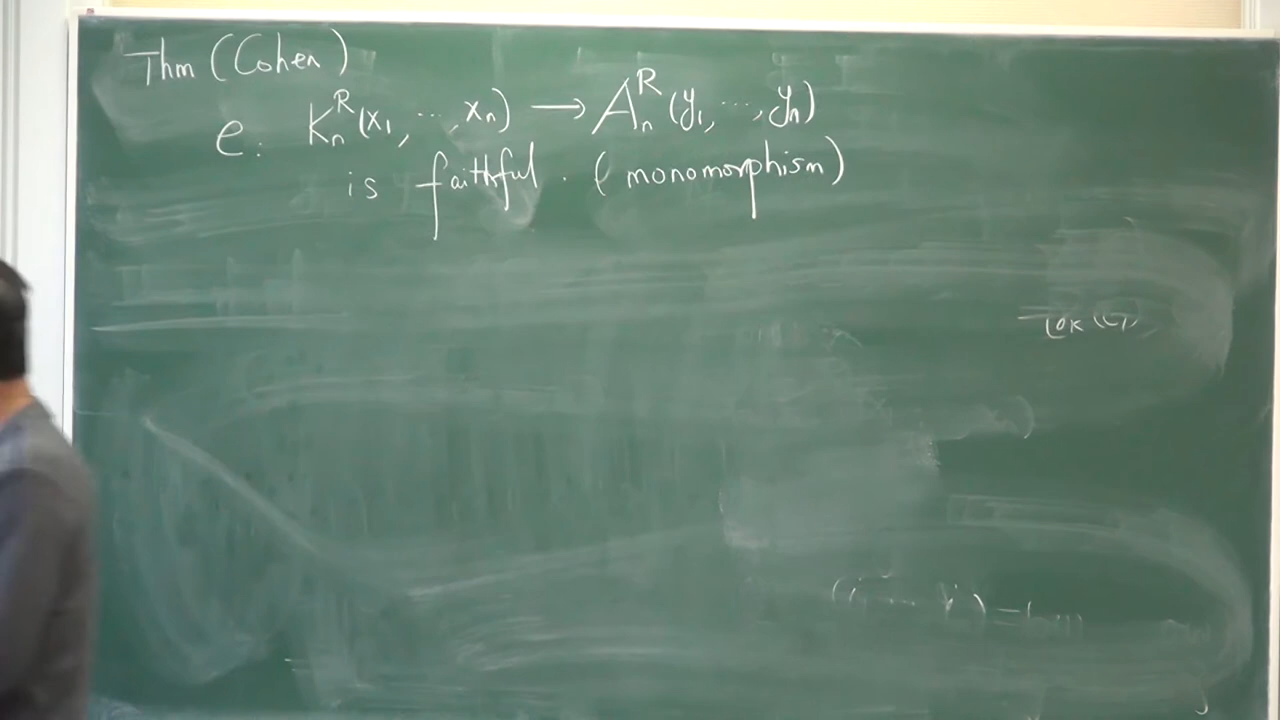 Thm (Cohen)
e: K_n^R (x_1, ..., x_n) → A_n^R (y_1, ..., y_n)
is faithful. (monomorphism)